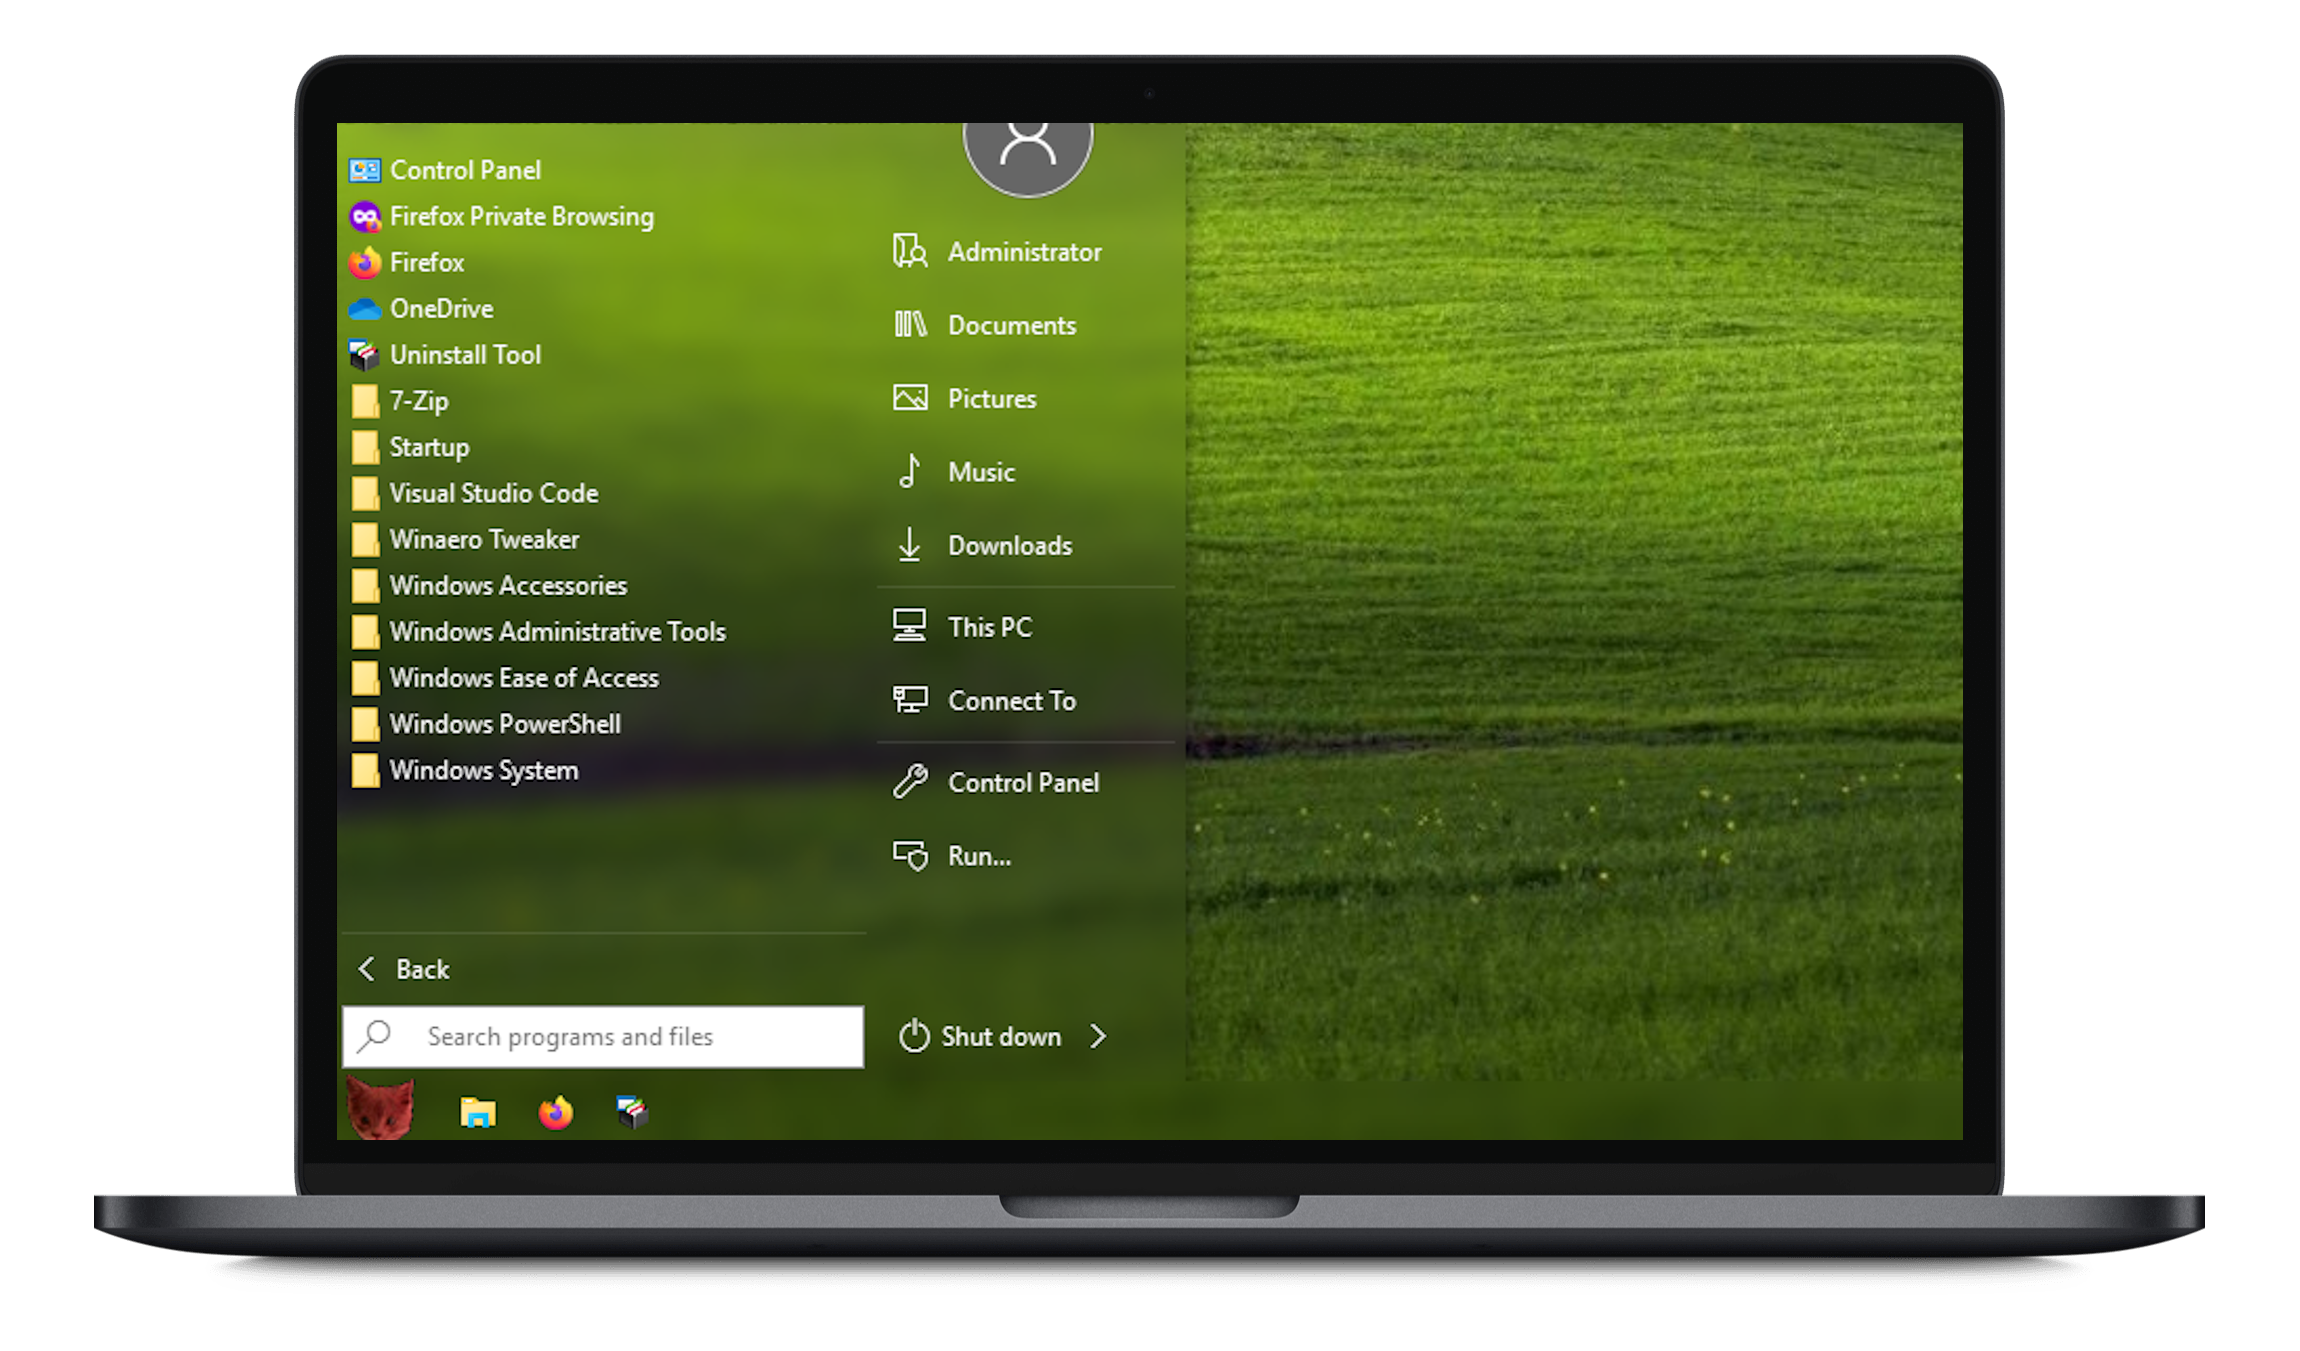 Control Panel
Firefox Private Browsing
Firefox
OneDrive
Uninstall Tool
7-Zip
Startup
Visual Studio Code
Winaero Tweaker
Windows Accessories
Windows Administrative Tools
Windows Ease of Access
Windows PowerShell
Windows System
Back
Search programs and files
Administrator
Documents
Pictures
Music
Downloads
This PC
Connect To
Control Panel
Run...
Shut down